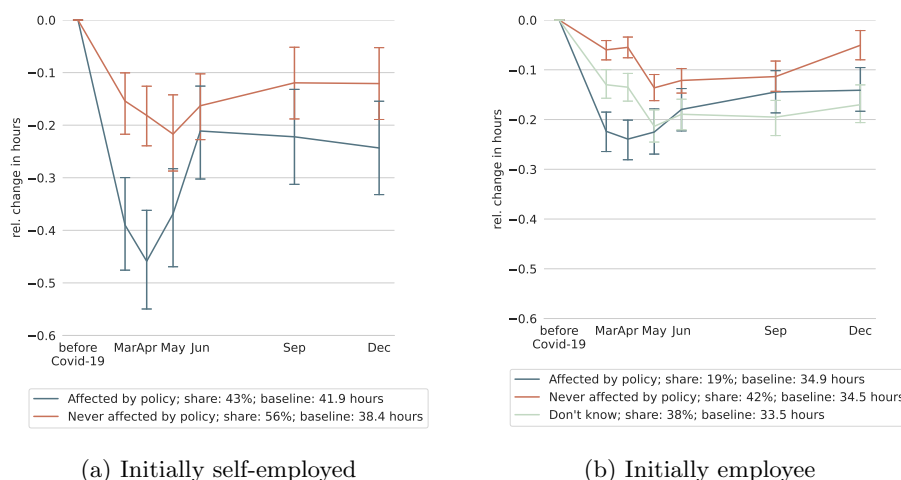 0.0
−0.1
−0.2
−0.3
−0.4
−0.5
−0.6
rel. change in hours
before
Covid-19
Mar Apr May Jun Sep Dec
Affected by policy; share: 43%; baseline: 41.9 hours
Never affected by policy; share: 56%; baseline: 38.4 hours
(a) Initially self-employed
0.0
−0.1
−0.2
−0.3
−0.4
−0.5
−0.6
rel. change in hours
before
Covid-19
Mar Apr May Jun Sep Dec
Affected by policy; share: 19%; baseline: 34.9 hours
Never affected by policy; share: 42%; baseline: 34.5 hours
Don't know; share: 38%; baseline: 33.5 hours
(b) Initially employee